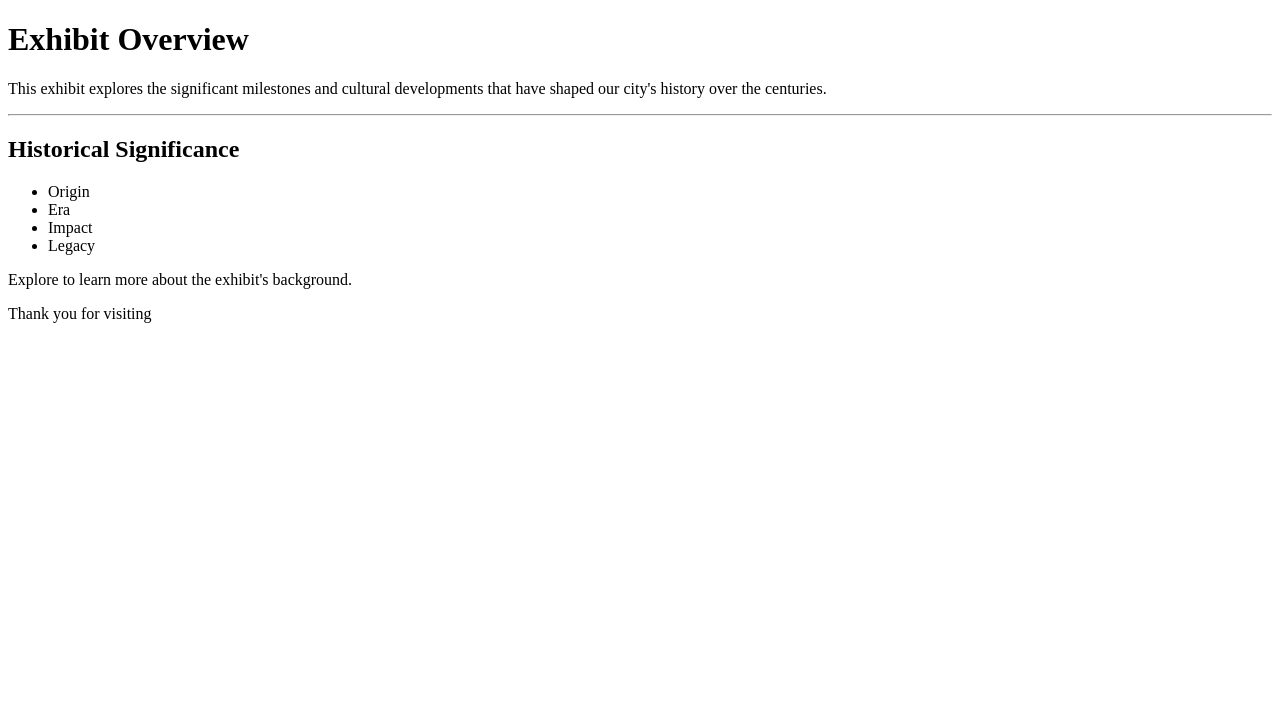 Exhibit Overview
This exhibit explores the significant milestones and cultural developments that have shaped our city's history over the centuries.
Historical Significance
Origin
Era
Impact
Legacy
Explore to learn more about the exhibit's background.
Thank you for visiting